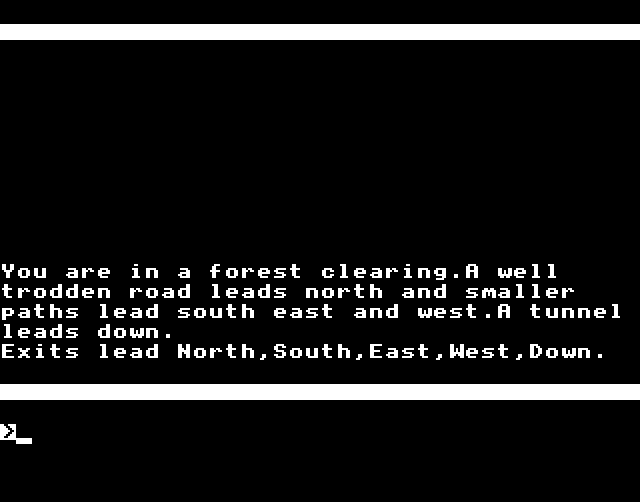 You are in a forest clearing.A well
trodden road leads north and smaller
paths lead south east and west.A tunnel
leads down.
Exits lead North,South,East,West,Down.
>_